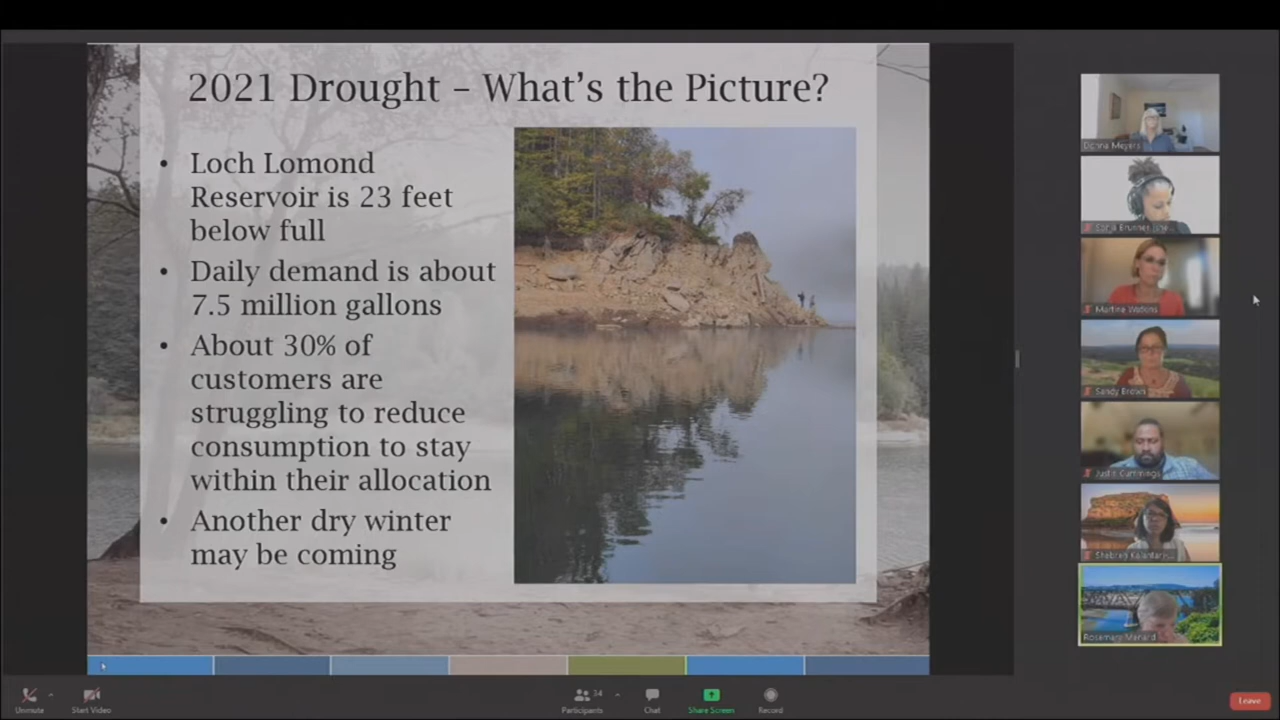 2021 Drought – What's the Picture?
• Loch Lomond
Reservoir is 23 feet
below full
• Daily demand is about
7.5 million gallons
• About 30% of
customers are
struggling to reduce
consumption to stay
within their allocation
• Another dry winter
may be coming
Donna Meyers
Martine Watkins
Sandy Brown
Justin Cummings
Rosemary Menard
Unmute
Start Video
34
Participants
Chat
Share Screen
Record
Leave